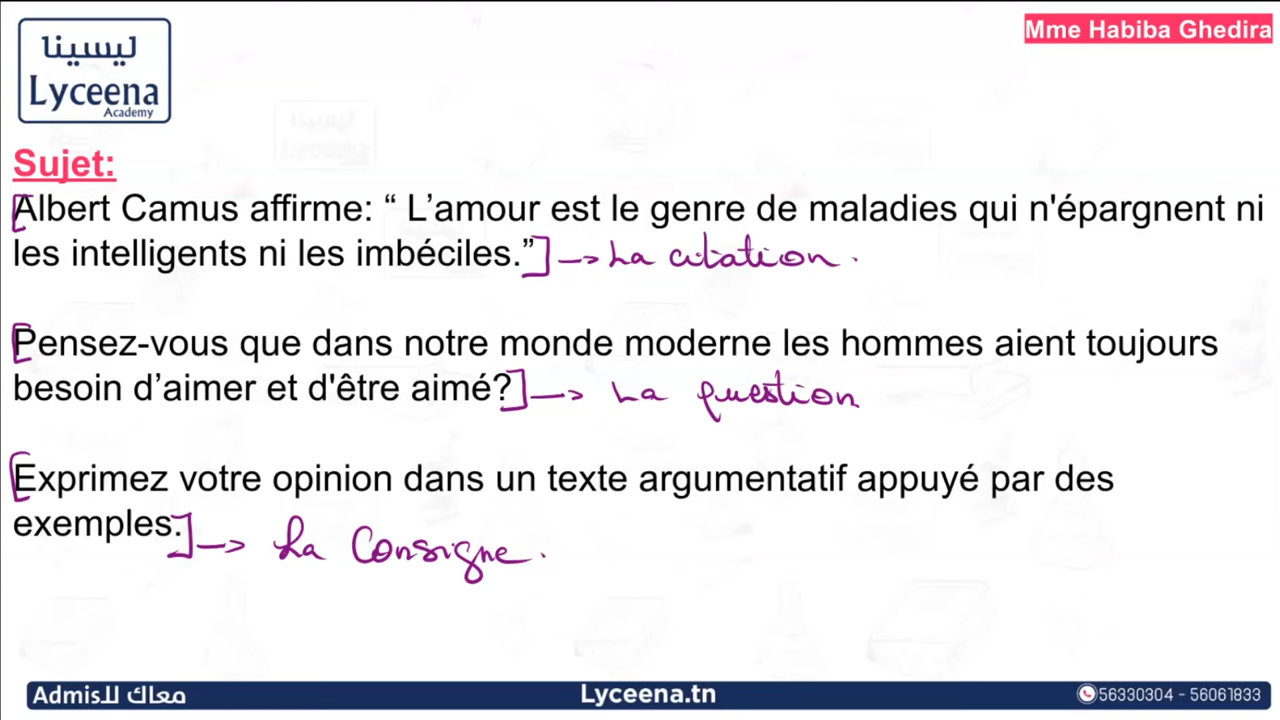 ليسينا
Lyceena
Academy
Mme Habiba Ghedira
Sujet:
Albert Camus affirme: “ L’amour est le genre de maladies qui n'épargnent ni
les intelligents ni les imbéciles.” → La citation.
Pensez-vous que dans notre monde moderne les hommes aient toujours
besoin d’aimer et d'être aimé? → La question
Exprimez votre opinion dans un texte argumentatif appuyé par des
exemples. → La Consigne.
معاك للـAdmis
Lyceena.tn
56330304 - 56061833